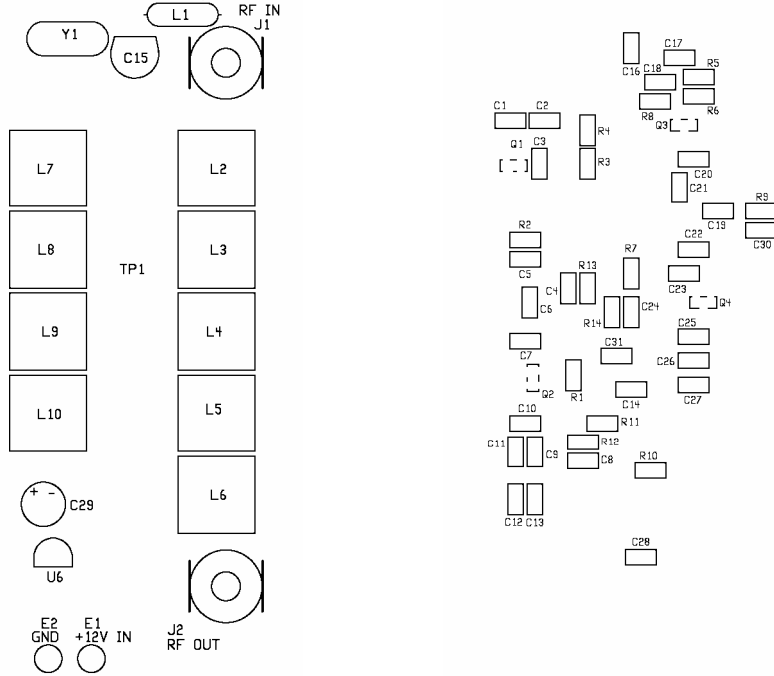 L1
RF IN
J1
Y1
C15
L7
L2
L8
L3
TP1
L9
L4
L10
L5
L6
+ -
C29
U6
E2
GND
E1
+12V IN
J2
RF OUT
C16
C17
C18
R5
R8
R6
Q3
C1
C2
R4
Q1
C3
R3
C20
C21
R9
C19
C30
R2
C22
C5
R13
R7
C4
C23
C6
R14
C24
Q4
C25
C7
C31
C26
Q2
R1
C14
C27
C10
R11
C11
C9
R12
C8
R10
C12
C13
C28